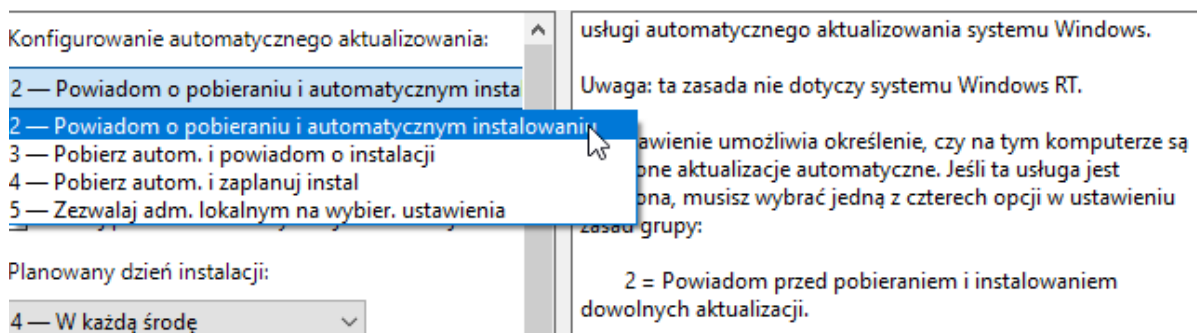 Konfigurowanie automatycznego aktualizowania:
2 — Powiadom o pobieraniu i automatycznym insta
2 — Powiadom o pobieraniu i automatycznym instalowaniu
3 — Pobierz autom. i powiadom o instalacji
4 — Pobierz autom. i zaplanuj instal
5 — Zezwalaj adm. lokalnym na wybier. ustawienia
Planowany dzień instalacji:
4 — W każdą środę
usługi automatycznego aktualizowania systemu Windows.
Uwaga: ta zasada nie dotyczy systemu Windows RT.
awienie umożliwia określenie, czy na tym komputerze są
one aktualizacje automatyczne. Jeśli ta usługa jest
ona, musisz wybrać jedną z czterech opcji w ustawieniu
zasad grupy:
2 = Powiadom przed pobieraniem i instalowaniem
dowolnych aktualizacji.